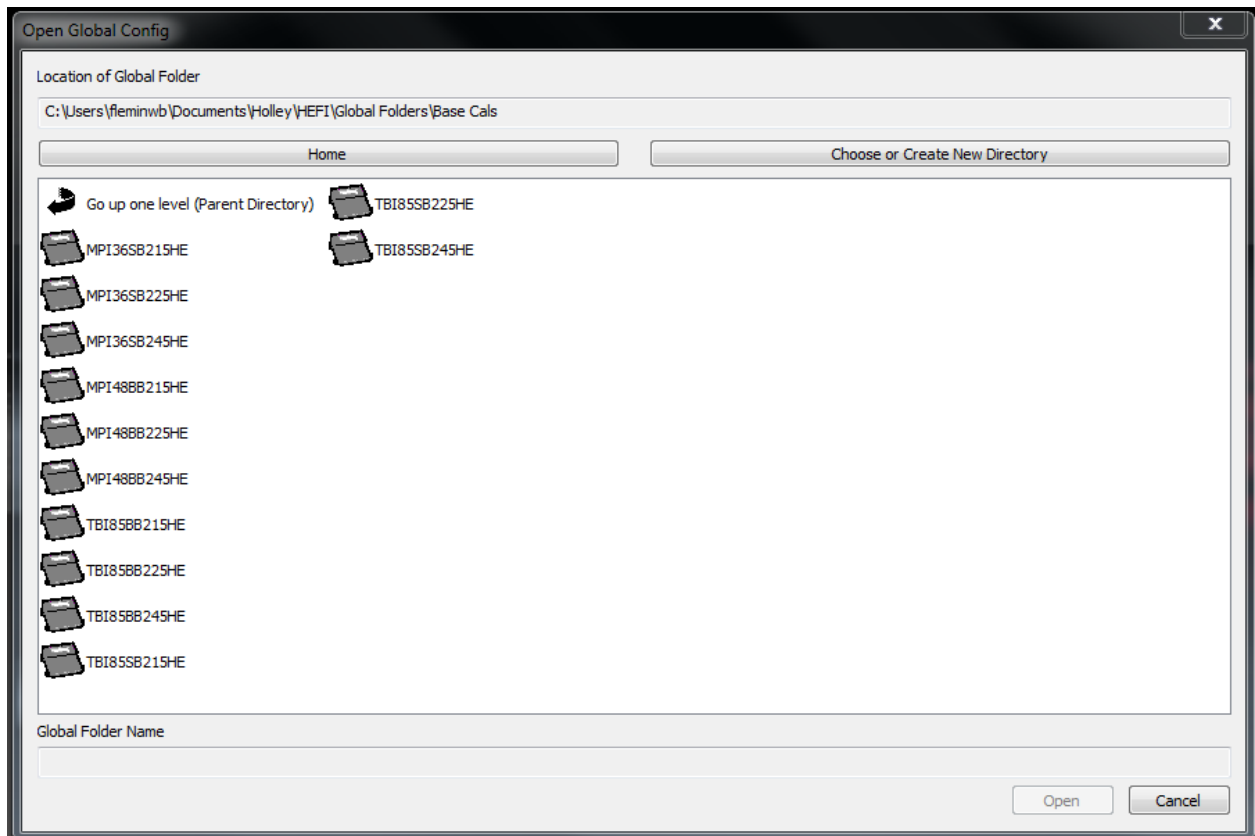 Open Global Config
x
Location of Global Folder
C:\Users\fleminwb\Documents\Holley\HEFI\Global Folders\Base Cals
Home
Choose or Create New Directory
Go up one level (Parent Directory)
MPI36SB215HE
MPI36SB225HE
MPI36SB245HE
MPI48BB215HE
MPI48BB225HE
MPI48BB245HE
TBI85BB215HE
TBI85BB225HE
TBI85BB245HE
TBI85SB215HE
TBI85SB225HE
TBI85SB245HE
Global Folder Name
Open
Cancel